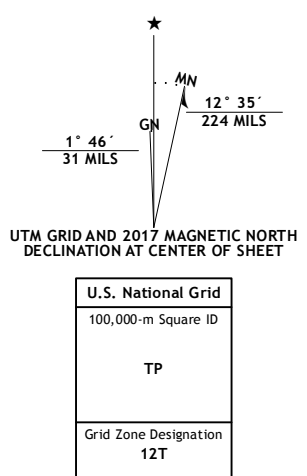 ★
MN
GN
12° 35´
224 MILS
1° 46´
31 MILS
UTM GRID AND 2017 MAGNETIC NORTH
DECLINATION AT CENTER OF SHEET
U.S. National Grid
100,000-m Square ID
TP
Grid Zone Designation
12T